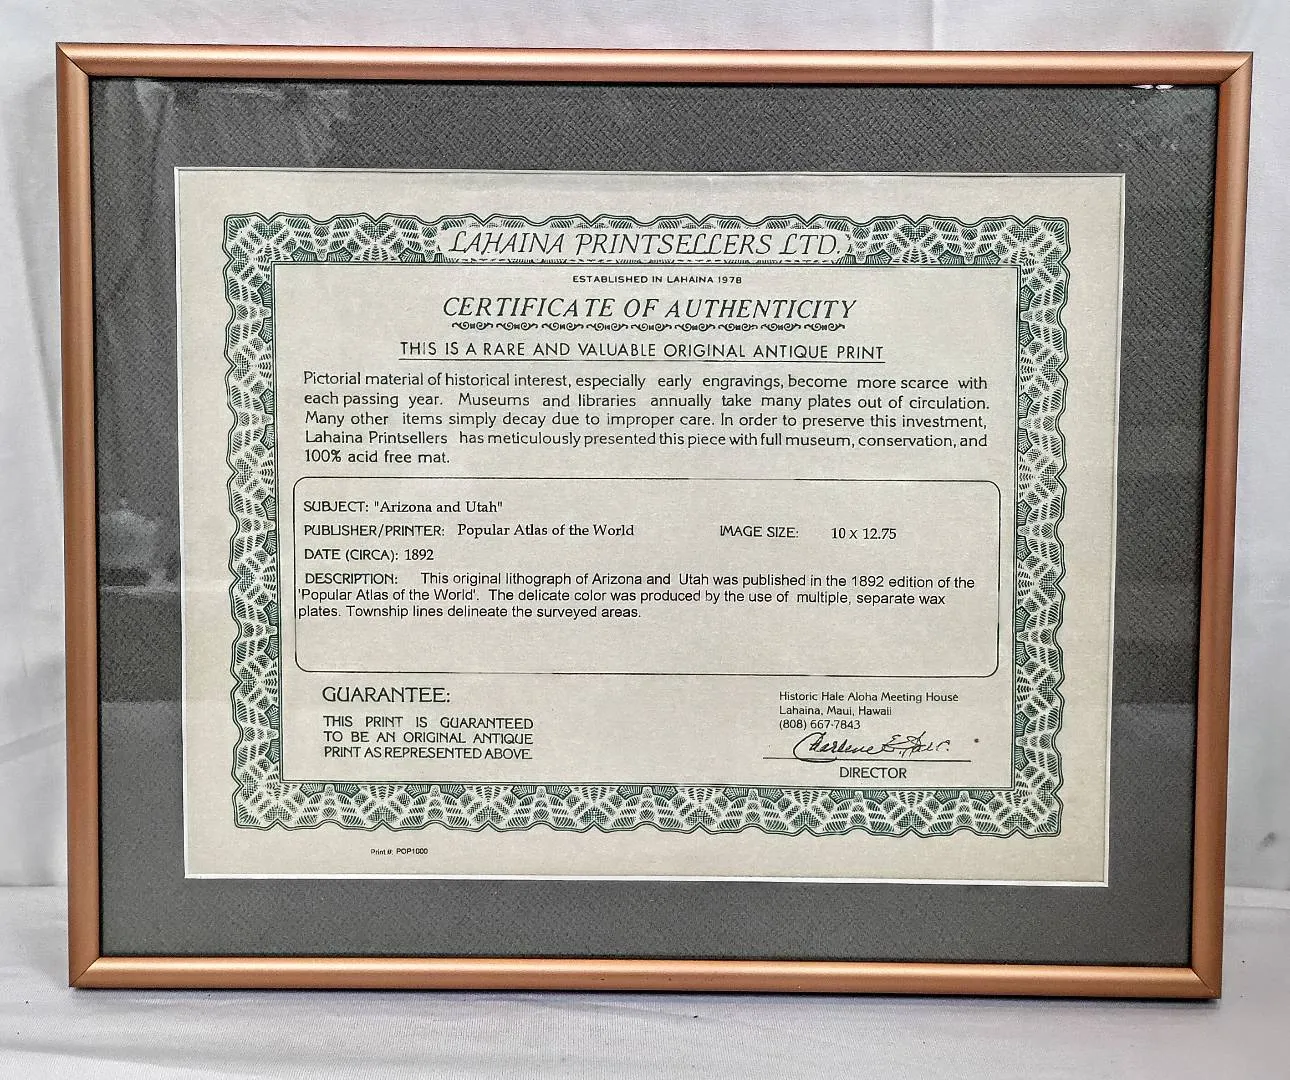 LAHAINA PRINTSELLERS LTD.
ESTABLISHED IN LAHAINA 1978
CERTIFICATE OF AUTHENTICITY
THIS IS A RARE AND VALUABLE ORIGINAL ANTIQUE PRINT
Pictorial material of historical interest, especially early engravings, become more scarce with
each passing year. Museums and libraries annually take many plates out of circulation.
Many other items simply decay due to improper care. In order to preserve this investment,
Lahaina Printsellers has meticulously presented this piece with full museum, conservation, and
100% acid free mat.
SUBJECT: "Arizona and Utah"
PUBLISHER/PRINTER: Popular Atlas of the World IMAGE SIZE: 10 x 12.75
DATE (CIRCA): 1892
DESCRIPTION: This original lithograph of Arizona and Utah was published in the 1892 edition of the
'Popular Atlas of the World'. The delicate color was produced by the use of multiple, separate wax
plates. Township lines delineate the surveyed areas.
GUARANTEE:
THIS PRINT IS GUARANTEED
TO BE AN ORIGINAL ANTIQUE
PRINT AS REPRESENTED ABOVE.
Historic Hale Aloha Meeting House
Lahaina, Maui, Hawaii
(808) 667-7843
Charlene E.
DIRECTOR
Print #: POP1000